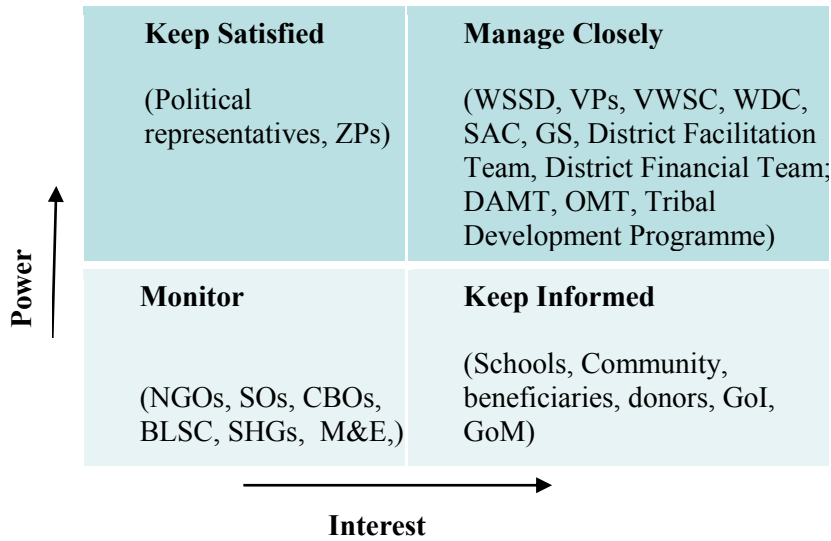 Keep Satisfied
(Political
representatives, ZPs)
Manage Closely
(WSSD, VPs, VWSC, WDC,
SAC, GS, District Facilitation
Team, District Financial Team;
DAMT, OMT, Tribal
Development Programme)
Power
Monitor
(NGOs, SOs, CBOs,
BLSC, SHGs, M&E,)
Keep Informed
(Schools, Community,
beneficiaries, donors, GoI,
GoM)
Interest